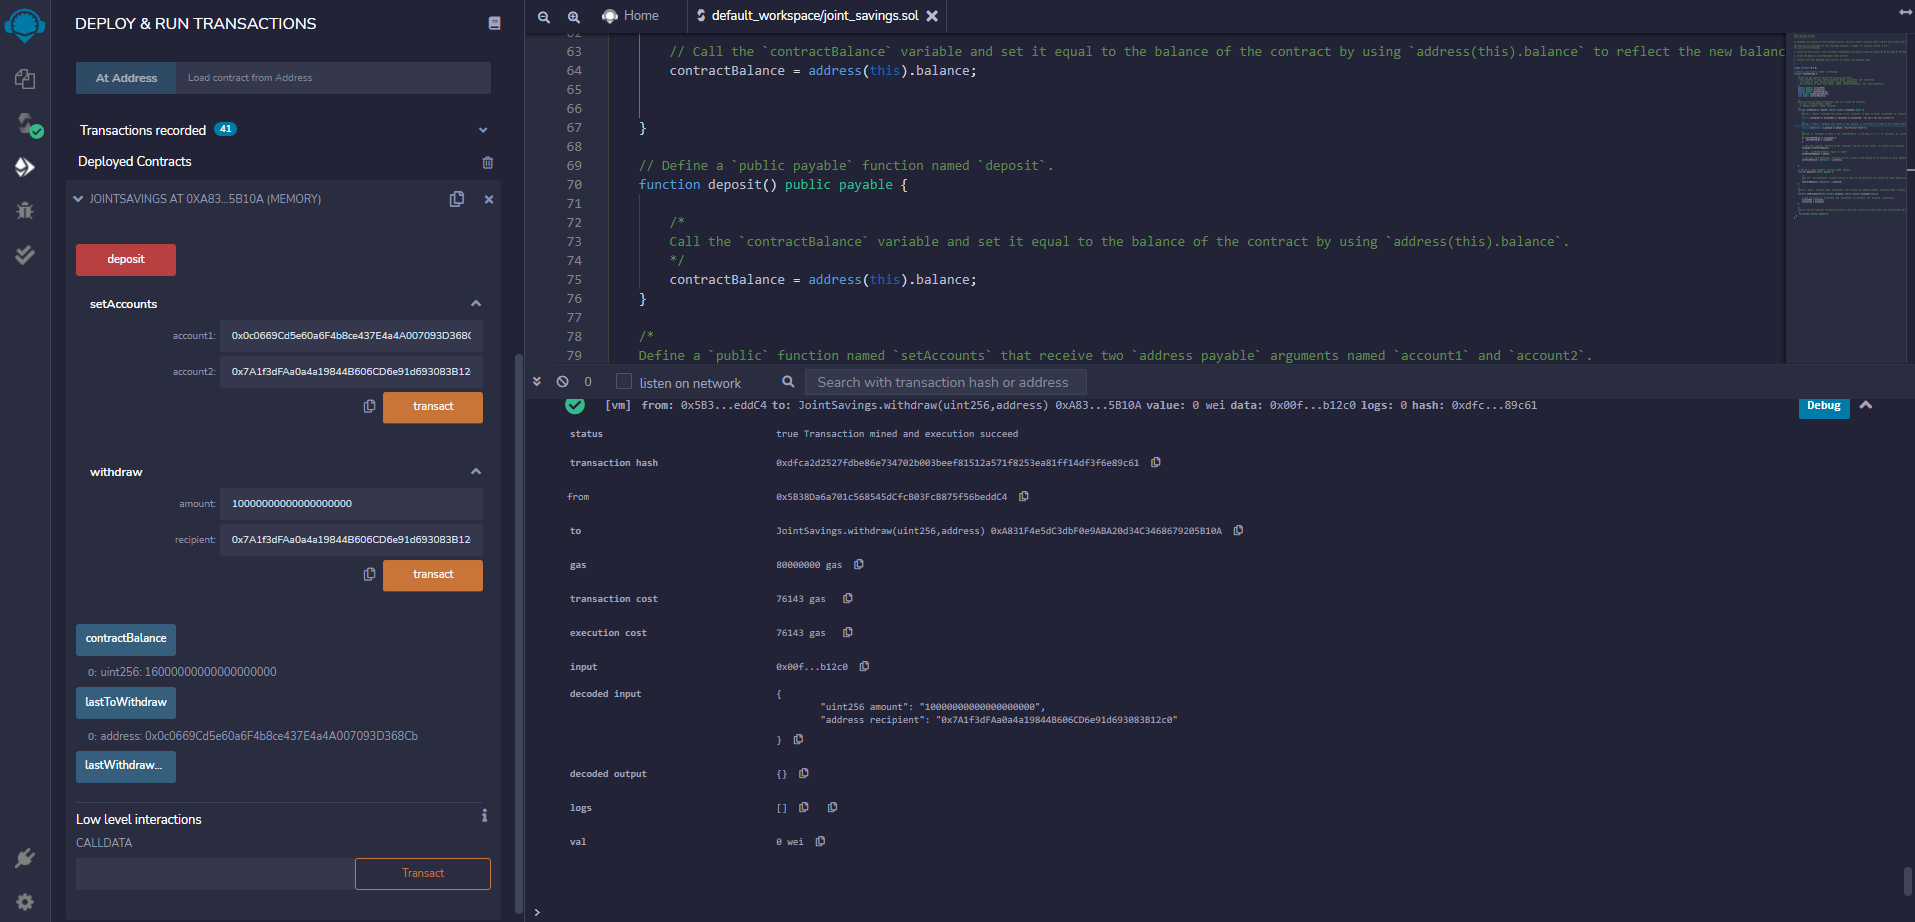 DEPLOY & RUN TRANSACTIONS
At Address
Load contract from Address
Transactions recorded 41
Deployed Contracts
JOINTSAVINGS AT 0XA83...5B10A (MEMORY)
deposit
setAccounts
account1: 0x0c0669Cd5e60a6F4b8ce437E4a4A007093D368C
account2: 0x7A1f3dFAa0a4a19844B606CD6e91d693083B12
transact
withdraw
amount: 10000000000000000000
recipient: 0x7A1f3dFAa0a4a19844B606CD6e91d693083B12
transact
contractBalance
0: uint256: 16000000000000000000
lastToWithdraw
0: address: 0x0c0669Cd5e60a6F4b8ce437E4a4A007093D368Cb
lastWithdraw...
Low level interactions
CALLDATA
Transact
Home
default_workspace/joint_savings.sol
62
63 // Call the `contractBalance` variable and set it equal to the balance of the contract by using `address(this).balance` to reflect the new balanc
64 contractBalance = address(this).balance;
65
66
67 }
68
69 // Define a `public payable` function named `deposit`.
70 function deposit() public payable {
71
72 /*
73 Call the `contractBalance` variable and set it equal to the balance of the contract by using `address(this).balance`.
74 */
75 contractBalance = address(this).balance;
76 }
77
78 /*
79 Define a `public` function named `setAccounts` that receive two `address payable` arguments named `account1` and `account2`.
0
listen on network
Search with transaction hash or address
[vm] from: 0x5B3...eddC4 to: JointSavings.withdraw(uint256,address) 0xA83...5B10A value: 0 wei data: 0x00f...b12c0 logs: 0 hash: 0xdfc...89c61
Debug
status true Transaction mined and execution succeed
transaction hash 0xdfca2d2527fdbe86e734702b003beef81512a571f8253ea81ff14df3f6e89c61
from 0x5B38Da6a701c568545dCfcB03FcB875f56beddC4
to JointSavings.withdraw(uint256,address) 0xA831F4e5dC3dbF0e9ABA20d34C3468679205B10A
gas 80000000 gas
transaction cost 76143 gas
execution cost 76143 gas
input 0x00f...b12c0
decoded input {
"uint256 amount": "10000000000000000000",
"address recipient": "0x7A1f3dFAa0a4a19844B606CD6e91d693083B12c0"
}
decoded output {}
logs []
val 0 wei
>